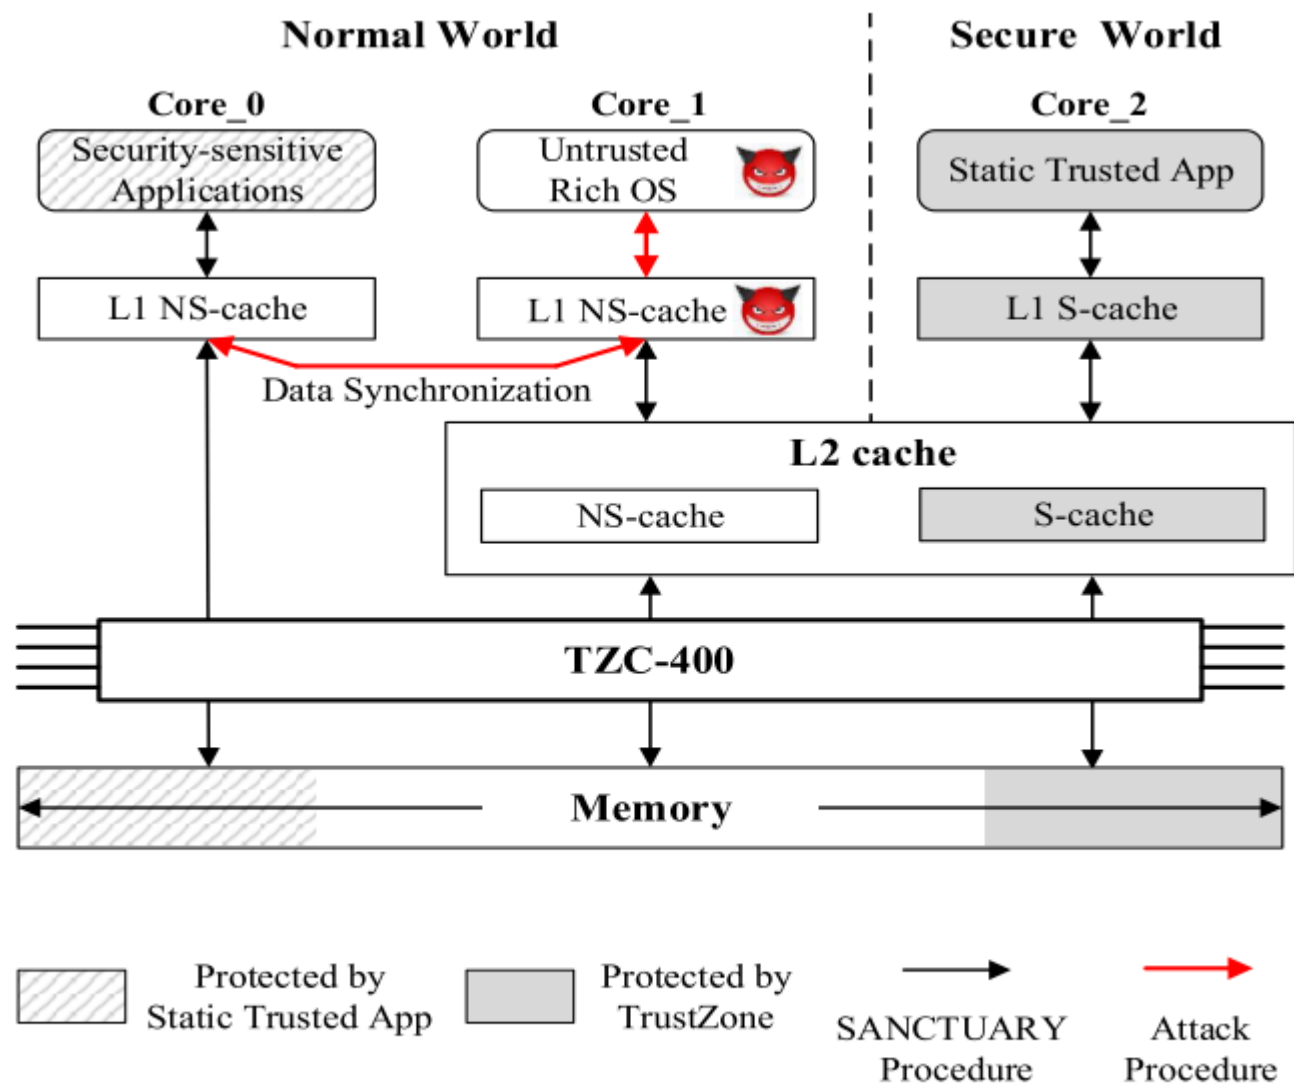 Normal World
Secure World
Core_0
Core_1
Core_2
Security-sensitive
Applications
Untrusted
Rich OS
Static Trusted App
L1 NS-cache
L1 NS-cache
L1 S-cache
Data Synchronization
L2 cache
NS-cache
S-cache
TZC-400
Memory
Protected by
Static Trusted App
Protected by
TrustZone
SANCTUARY
Procedure
Attack
Procedure